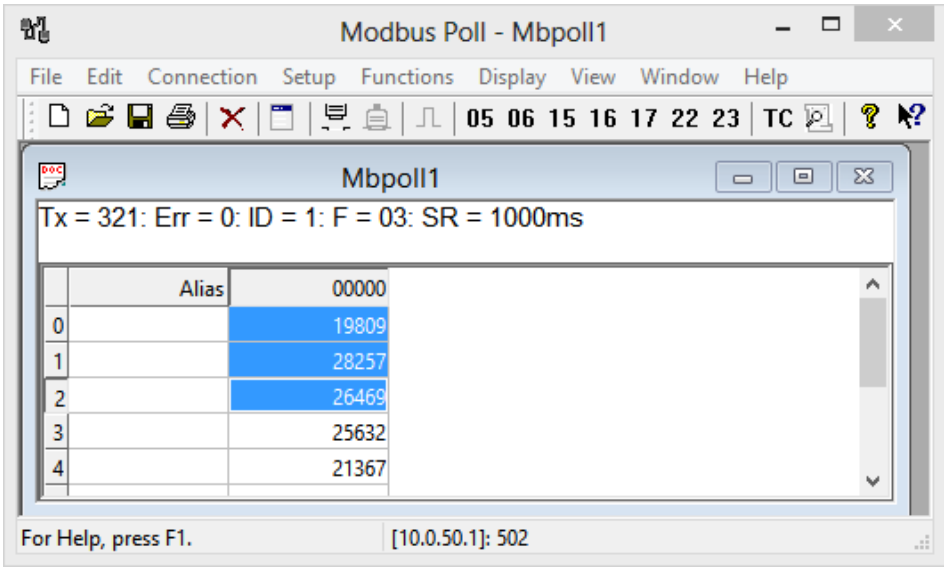 Modbus Poll - Mbpoll1
File Edit Connection Setup Functions Display View Window Help
05 06 15 16 17 22 23 TC
DOC
Mbpoll1
Tx = 321: Err = 0: ID = 1: F = 03: SR = 1000ms
Alias 00000
0 19809
1 28257
2 26469
3 25632
4 21367
For Help, press F1. [10.0.50.1]: 502